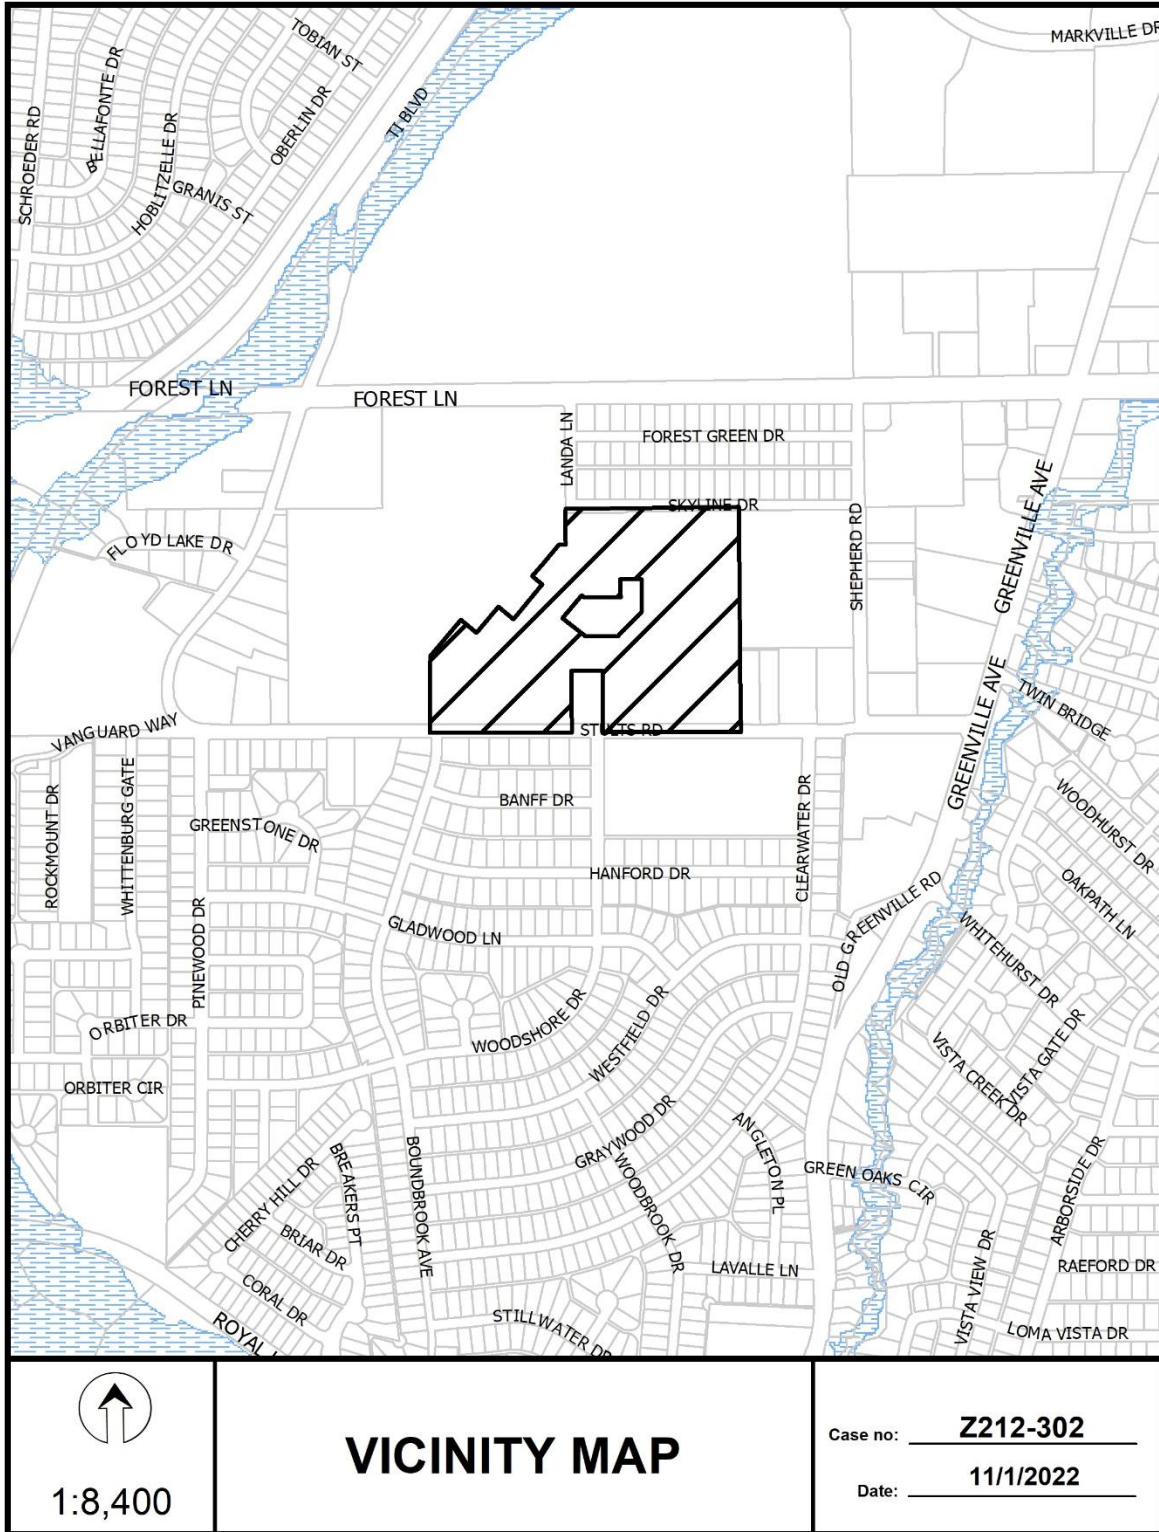 TOBIAN ST
MARKVILLE DR
BELLAFONTE DR
OBERLIN DR
TI BLVD
SCHROEDER RD
HOBLITZELLE DR
GRANIS ST
FOREST LN
FOREST LN
LANDA LN
FOREST GREEN DR
GREENVILLE AVE
SKYLINE DR
FLOYD LAKE DR
SHEPHERD RD
GREENVILLE AVE
TWIN BRIDGE
VANGUARD WAY
STULTS RD
ROCKMOUNT DR
WHITTENBURG GATE
BANFF DR
CLEARWATER DR
WOODHURST DR
GREENSTONE DR
HANFORD DR
OAKPATH LN
PINEWOOD DR
GLADWOOD LN
OLD GREENVILLE RD
WHITEHURST DR
ORBITER DR
WOODSHORE DR
WESTFIELD DR
VISTA GATE DR
VISTA CREEK DR
ORBITER CIR
GRAYWOOD DR
ANGLETON PL
BREAKERS PT
BOUNDBROOK AVE
WOODBROOK DR
GREEN OAKS CIR
ARBORSIDE DR
CHERRY HILL DR
BRIAR DR
LAVALLE LN
VISTA VIEW DR
RAEFORD DR
CORAL DR
ROYAL
STILLWATER DR
LOMA VISTA DR
1:8,400
VICINITY MAP
Case no: Z212-302
Date: 11/1/2022